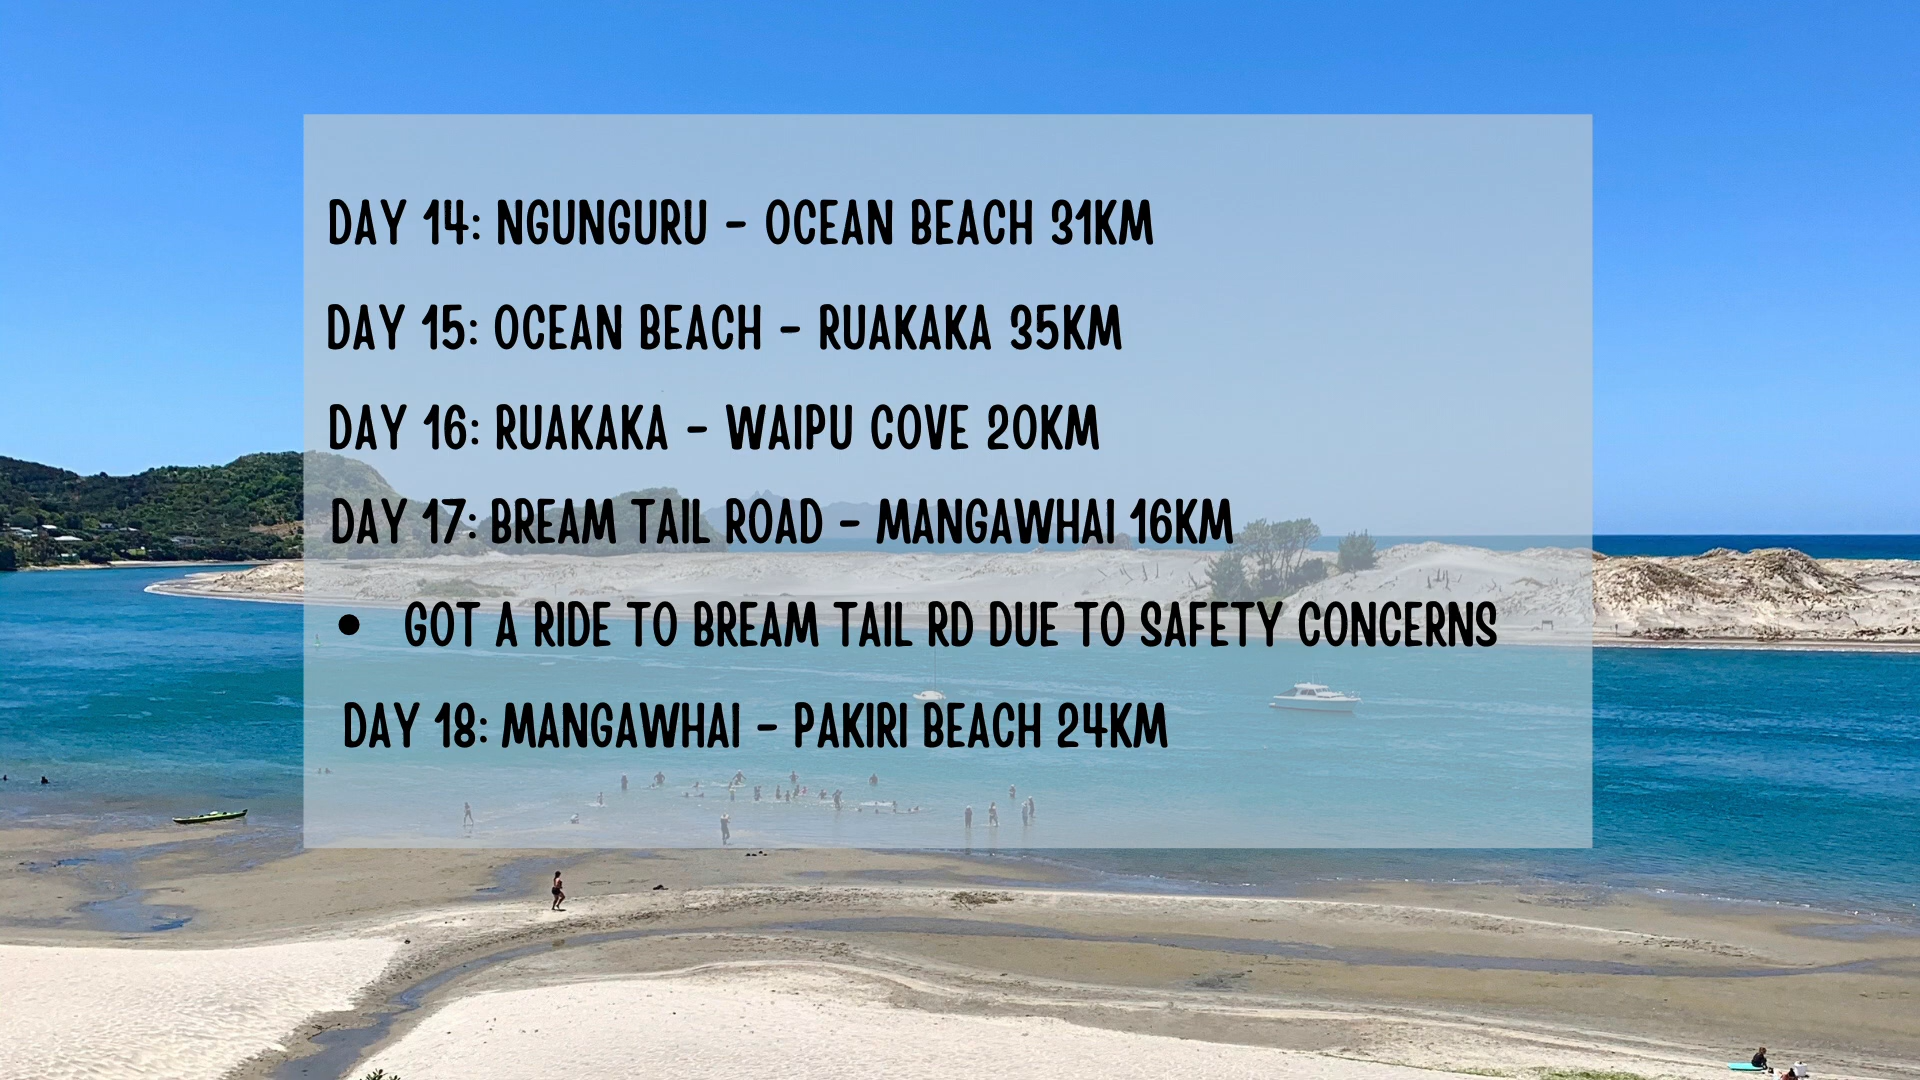 DAY 14: NGUNGURU - OCEAN BEACH 31KM
DAY 15: OCEAN BEACH - RUAKAKA 35KM
DAY 16: RUAKAKA - WAIPU COVE 20KM
DAY 17: BREAM TAIL ROAD - MANGAWHAI 16KM
• GOT A RIDE TO BREAM TAIL RD DUE TO SAFETY CONCERNS
DAY 18: MANGAWHAI - PAKIRI BEACH 24KM